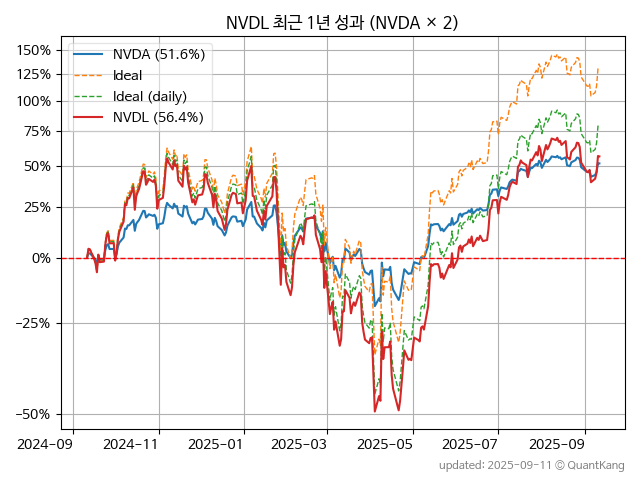 NVDL 최근 1년 성과 (NVDA × 2)
NVDA (51.6%)
Ideal
Ideal (daily)
NVDL (56.4%)
150%
125%
100%
75%
50%
25%
0%
−25%
−50%
2024-09
2024-11
2025-01
2025-03
2025-05
2025-07
2025-09
updated: 2025-09-11 ⓒ QuantKang